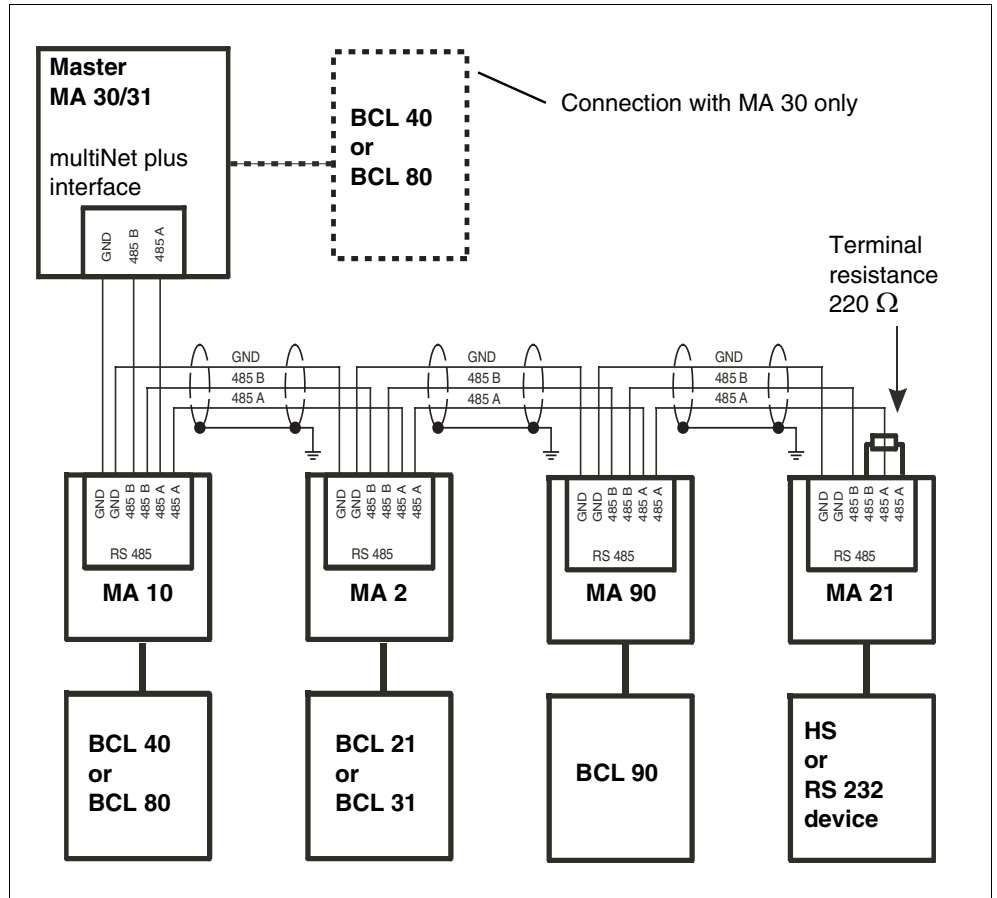 Master
MA 30/31
multiNet plus
interface
GND
485 B
485 A
BCL 40
or
BCL 80
Connection with MA 30 only
Terminal
resistance
220 Ω
GND
485 B
485 A
GND
485 B
485 A
GND
485 B
485 A
GND
GND
485 B
485 B
485 A
485 A
RS 485
MA 10
GND
GND
485 B
485 B
485 A
485 A
RS 485
MA 2
GND
GND
485 B
485 B
485 A
485 A
RS 485
MA 90
GND
GND
485 B
485 B
485 A
485 A
RS 485
MA 21
BCL 40
or
BCL 80
BCL 21
or
BCL 31
BCL 90
HS
or
RS 232
device